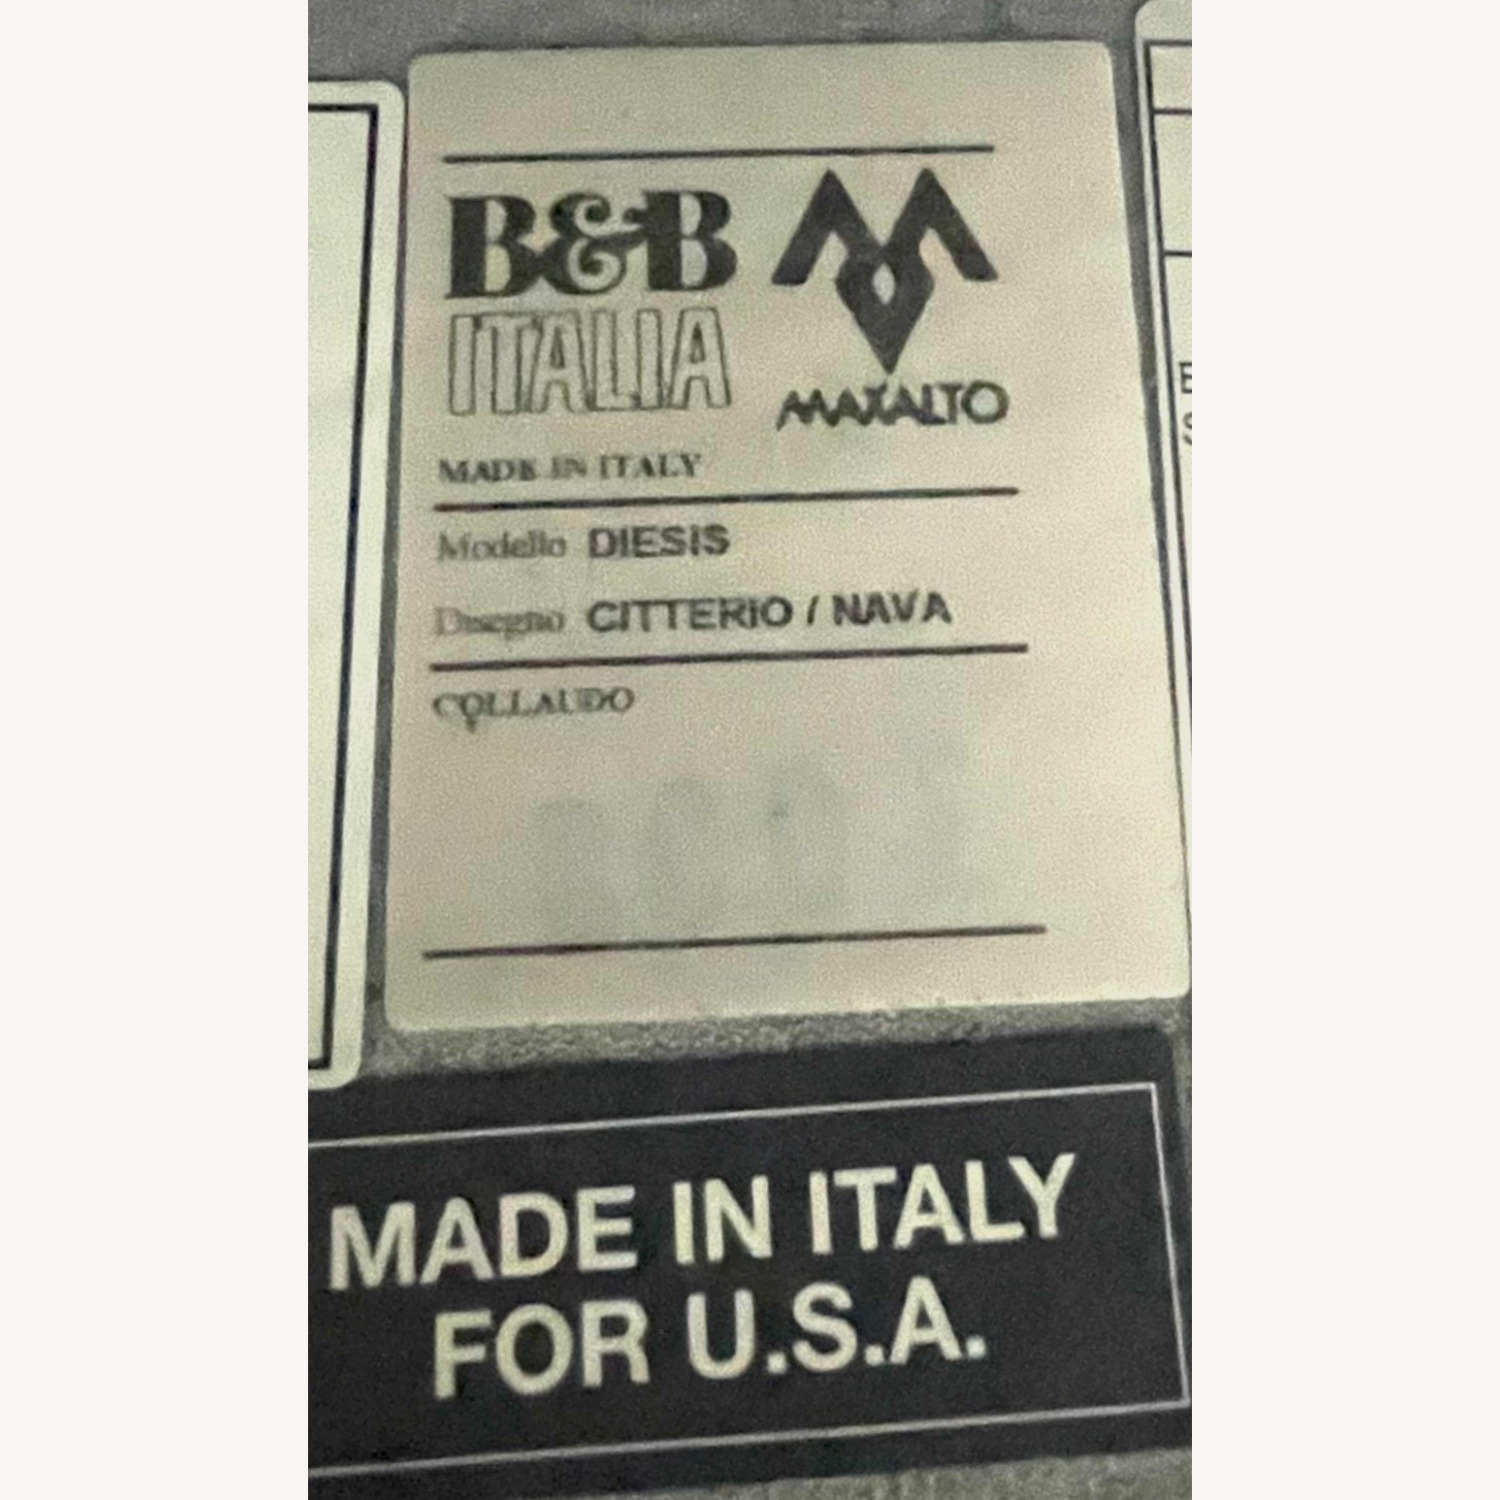 B&B
ITALIA
MAXALTO
MADE IN ITALY
Modello DIESIS
Disegno CITTERIO / NAVA
COLLAUDO
MADE IN ITALY
FOR U.S.A.